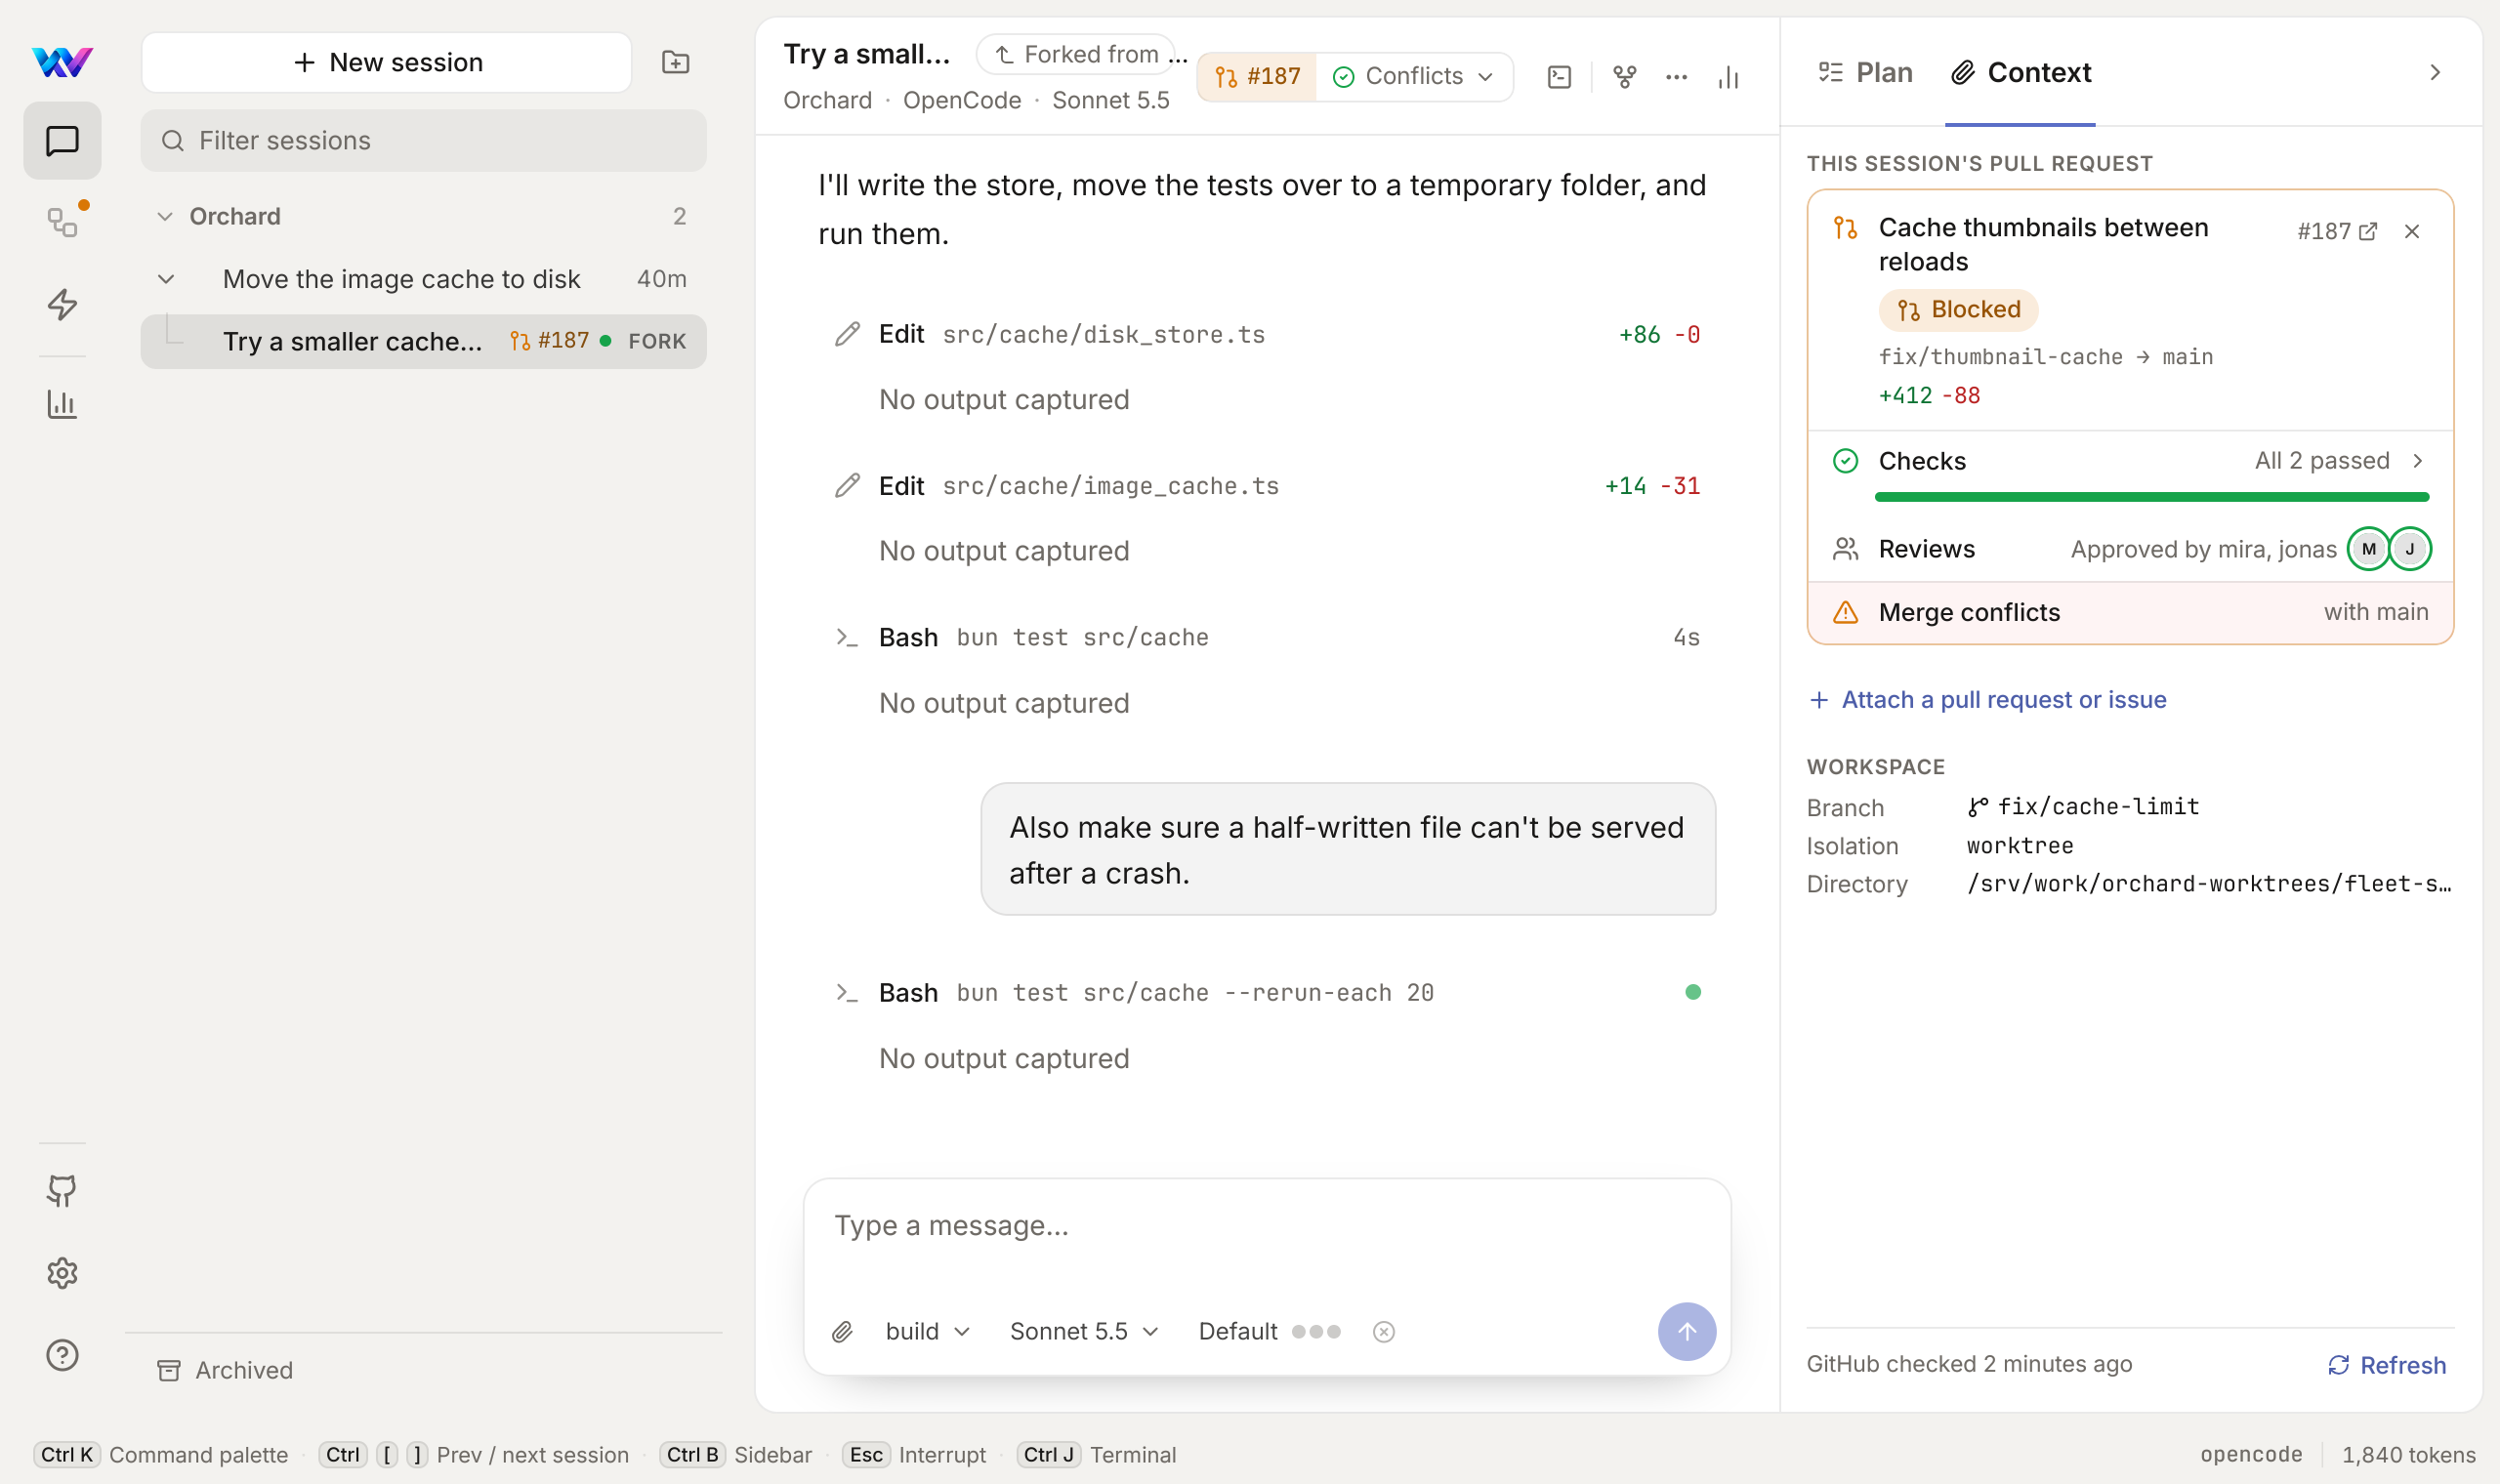 New session
Filter sessions
Orchard 2
Move the image cache to disk 40m
Try a smaller cache... #187 FORK
Archived
Try a small... Forked from ...
Orchard · OpenCode · Sonnet 5.5
#187 Conflicts
I'll write the store, move the tests over to a temporary folder, and
run them.
Edit src/cache/disk_store.ts +86 -0
No output captured
Edit src/cache/image_cache.ts +14 -31
No output captured
Bash bun test src/cache 4s
No output captured
Also make sure a half-written file can't be served
after a crash.
Bash bun test src/cache --rerun-each 20
No output captured
Type a message...
build Sonnet 5.5 Default
Plan Context
THIS SESSION'S PULL REQUEST
Cache thumbnails between
reloads
#187
Blocked
fix/thumbnail-cache → main
+412 -88
Checks All 2 passed
Reviews Approved by mira, jonas M J
Merge conflicts with main
+ Attach a pull request or issue
WORKSPACE
Branch fix/cache-limit
Isolation worktree
Directory /srv/work/orchard-worktrees/fleet-s…
GitHub checked 2 minutes ago Refresh
Ctrl K Command palette · Ctrl [ ] Prev / next session · Ctrl B Sidebar · Esc Interrupt · Ctrl J Terminal
opencode 1,840 tokens